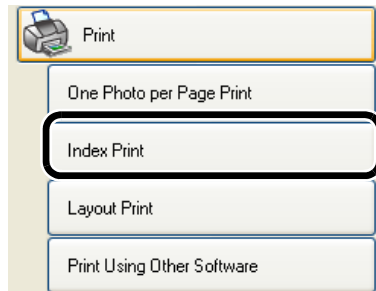 Print
One Photo per Page Print
Index Print
Layout Print
Print Using Other Software